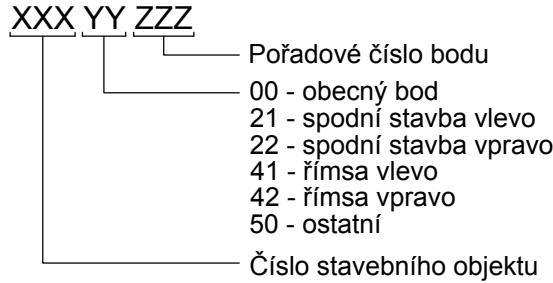 XXX YY ZZZ
Pořadové číslo bodu
00 - obecný bod
21 - spodní stavba vlevo
22 - spodní stavba vpravo
41 - římsa vlevo
42 - římsa vpravo
50 - ostatní
Číslo stavebního objektu